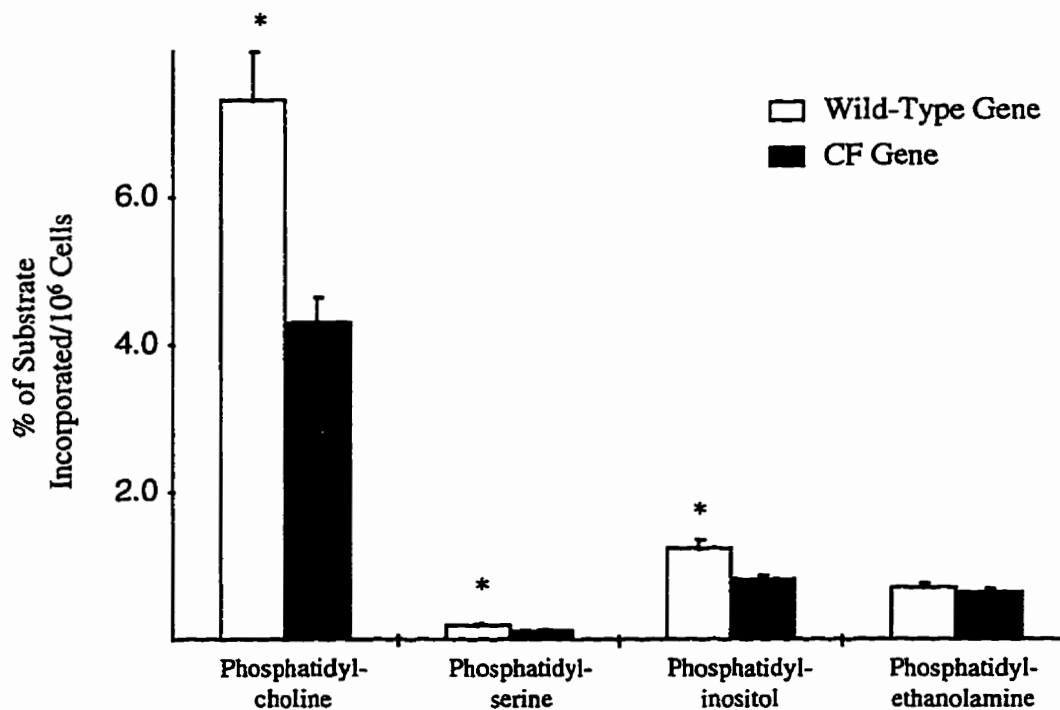 *
Wild-Type Gene
CF Gene
% of Substrate
Incorporated/10⁶ Cells
6.0
4.0
2.0
*
*
Phosphatidyl-
choline
Phosphatidyl-
serine
Phosphatidyl-
inositol
Phosphatidyl-
ethanolamine